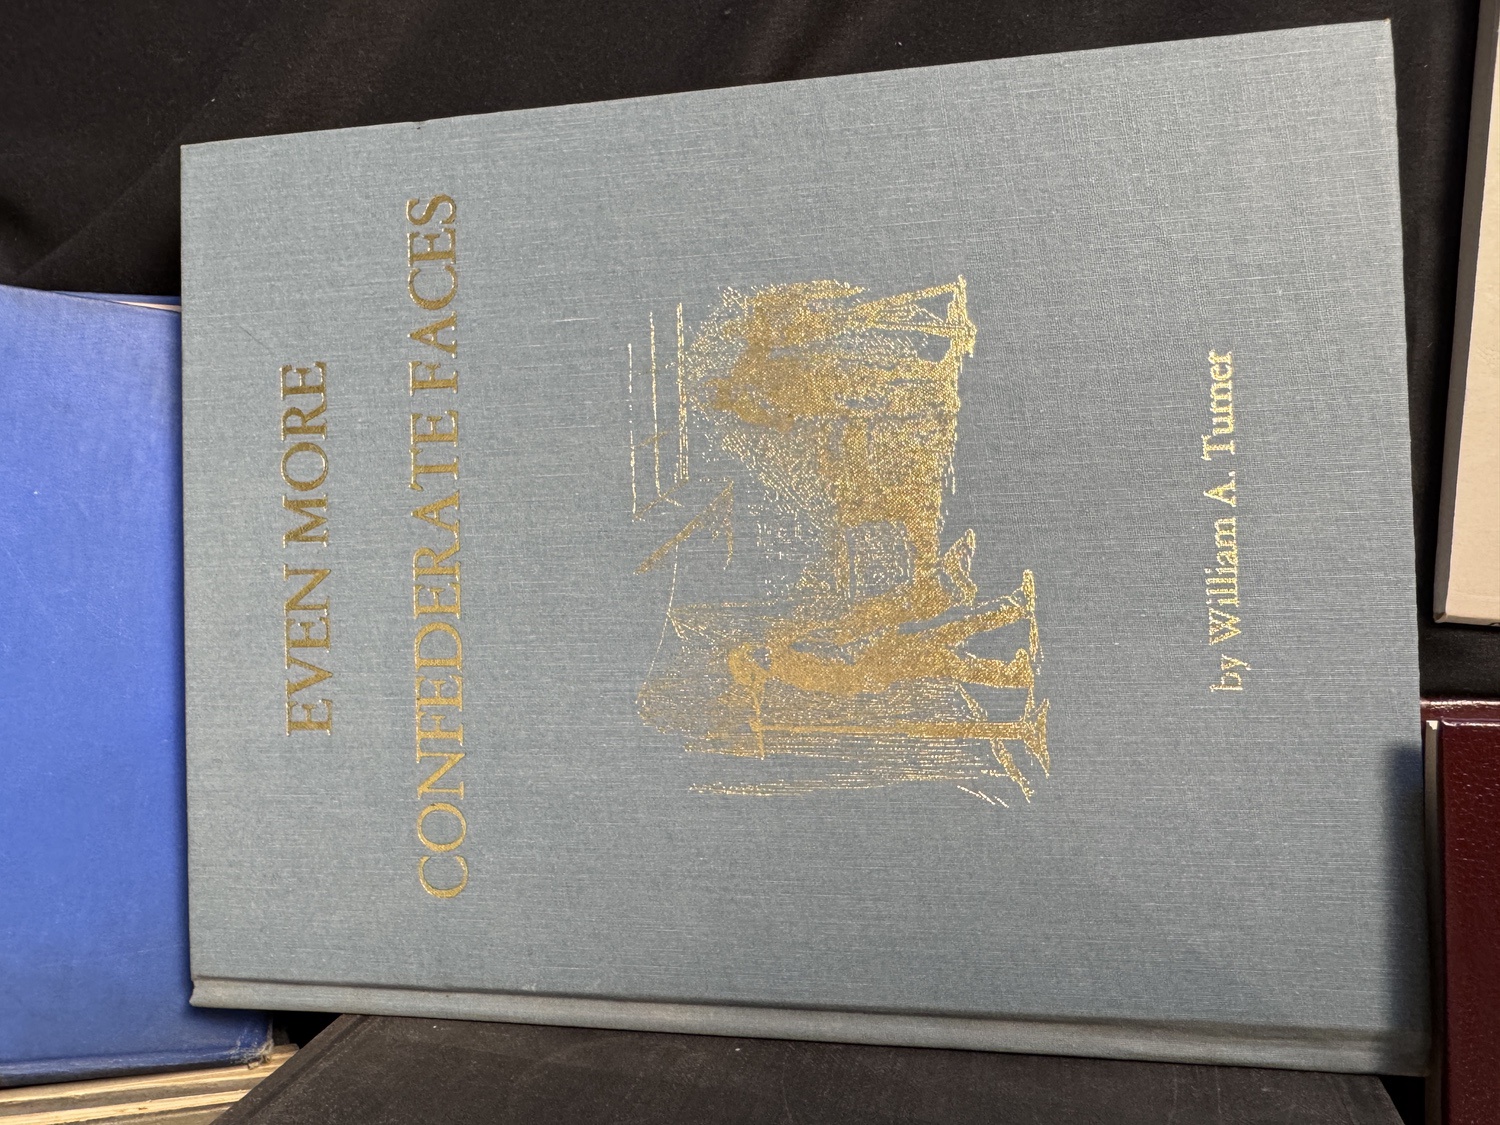 EVEN MORE
CONFEDERATE FACES
by William A. Turner